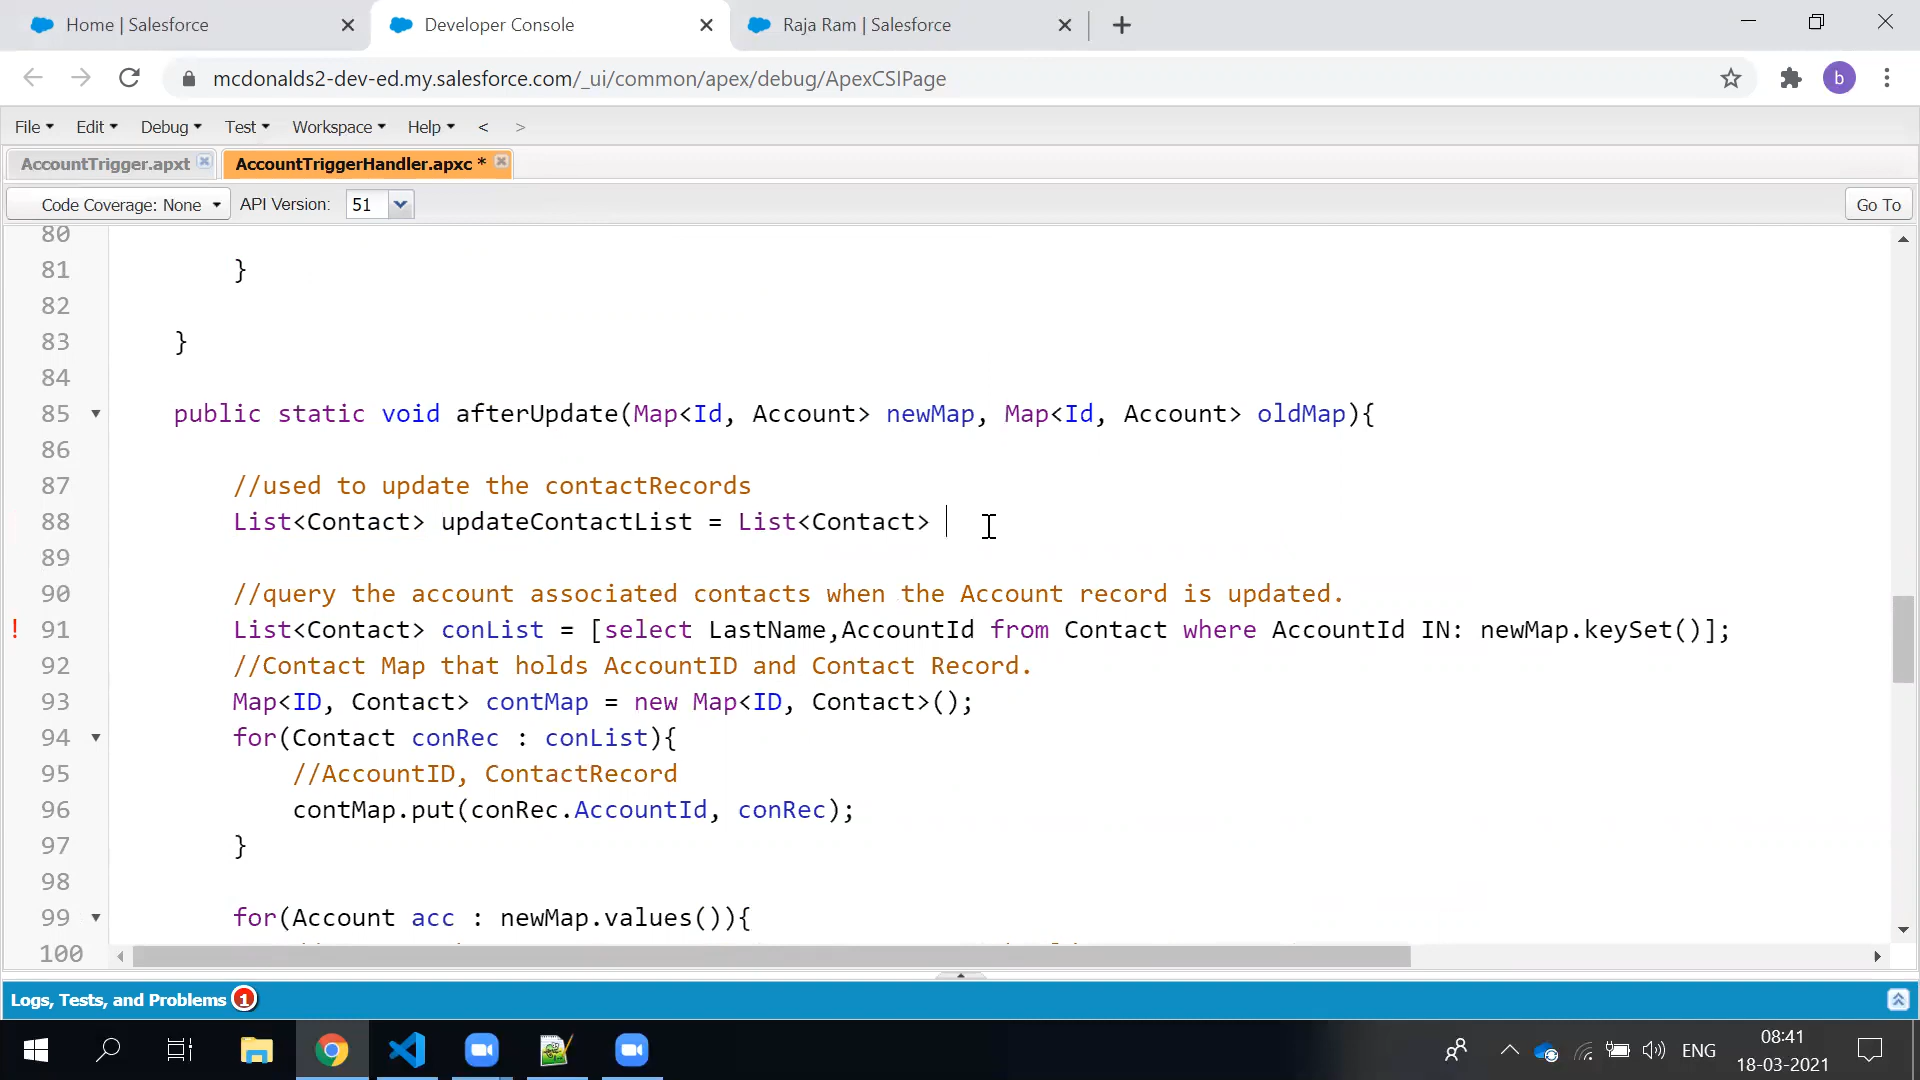 Home | Salesforce
Developer Console
Raja Ram | Salesforce
mcdonalds2-dev-ed.my.salesforce.com/_ui/common/apex/debug/ApexCSIPage
b
File Edit Debug Test Workspace Help < >
AccountTrigger.apxt
AccountTriggerHandler.apxc *
Code Coverage: None API Version: 51 Go To
80
81 }
82
83 }
84
85 public static void afterUpdate(Map<Id, Account> newMap, Map<Id, Account> oldMap){
86
87 //used to update the contactRecords
88 List<Contact> updateContactList = List<Contact>
89
90 //query the account associated contacts when the Account record is updated.
! 91 List<Contact> conList = [select LastName,AccountId from Contact where AccountId IN: newMap.keySet()];
92 //Contact Map that holds AccountID and Contact Record.
93 Map<ID, Contact> contMap = new Map<ID, Contact>();
94 for(Contact conRec : conList){
95 //AccountID, ContactRecord
96 contMap.put(conRec.AccountId, conRec);
97 }
98
99 for(Account acc : newMap.values()){
100
Logs, Tests, and Problems 1
ENG
08:41
18-03-2021